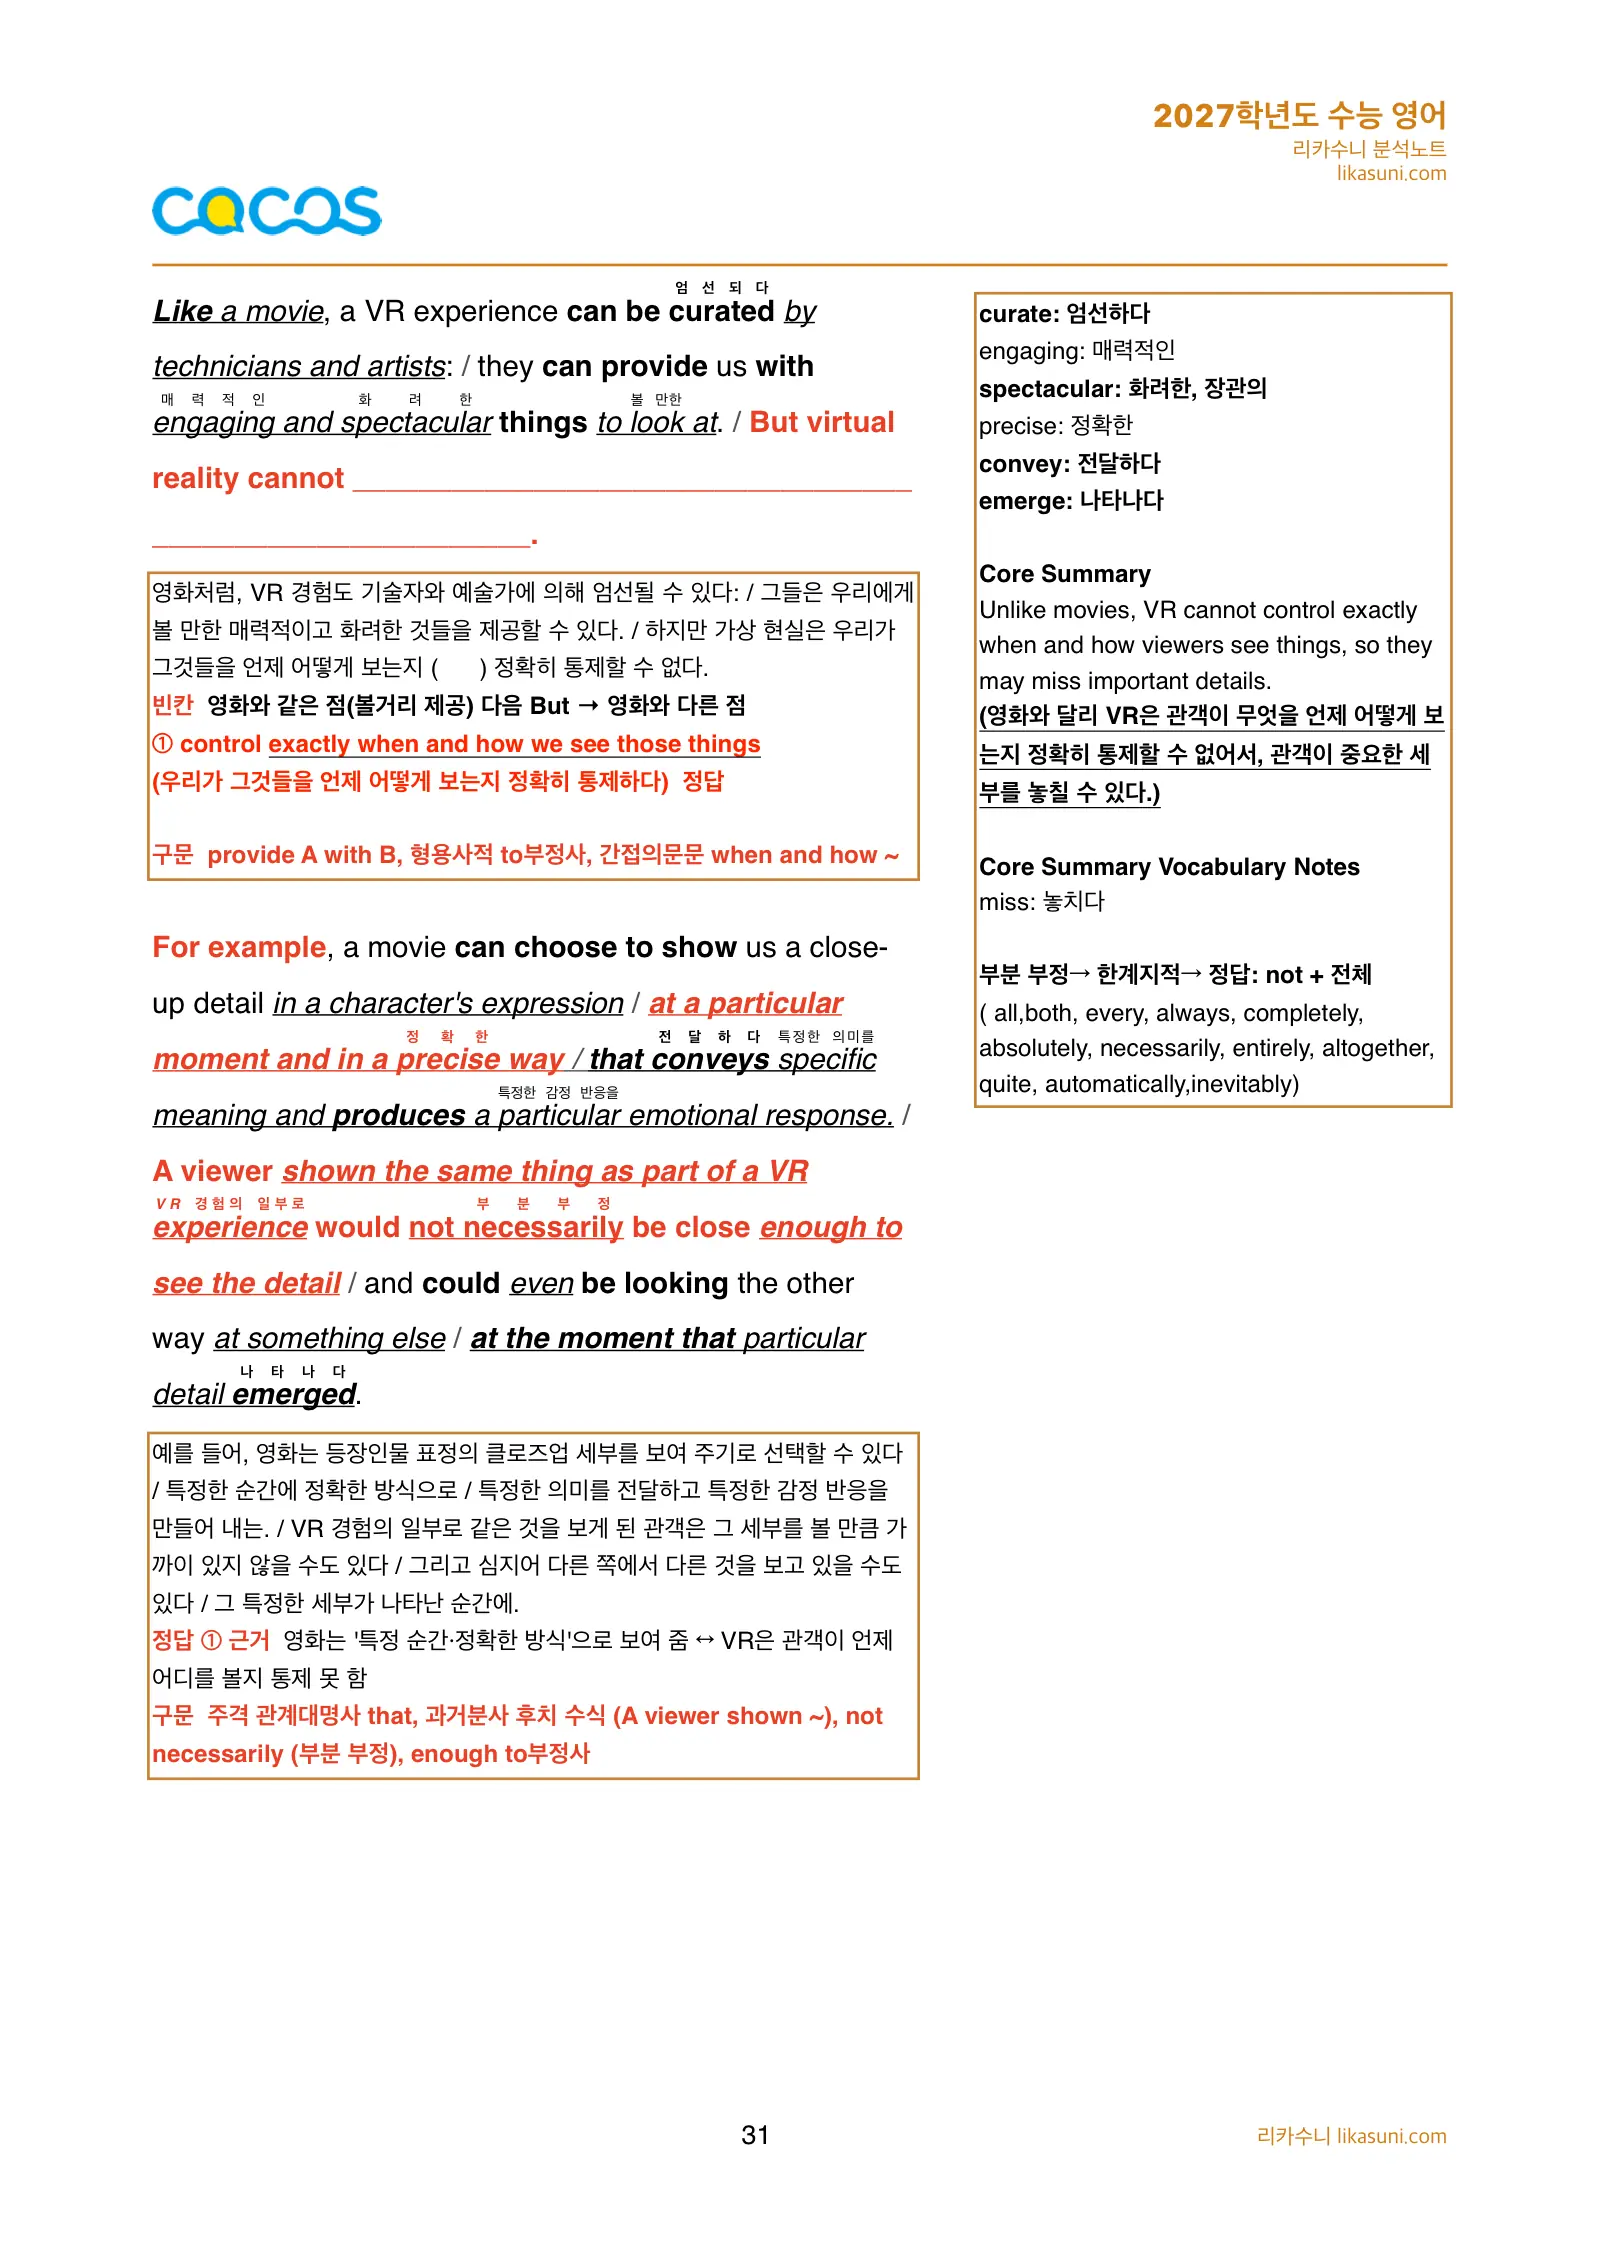 2027학년도 수능 영어
리카수니 분석노트
likasuni.com
cocos
엄선되다
Like a movie, a VR experience can be curated by
technicians and artists: / they can provide us with
매력적인 화려한 볼 만한
engaging and spectacular things to look at. / But virtual
reality cannot __________________________________
_______________________.
영화처럼, VR 경험도 기술자와 예술가에 의해 엄선될 수 있다: / 그들은 우리에게
볼 만한 매력적이고 화려한 것들을 제공할 수 있다. / 하지만 가상 현실은 우리가
그것들을 언제 어떻게 보는지 ( ) 정확히 통제할 수 없다.
빈칸 영화와 같은 점(볼거리 제공) 다음 But → 영화와 다른 점
① control exactly when and how we see those things
(우리가 그것들을 언제 어떻게 보는지 정확히 통제하다) 정답
구문 provide A with B, 형용사적 to부정사, 간접의문문 when and how ~
For example, a movie can choose to show us a close-
up detail in a character's expression / at a particular
정확한 전달하다 특정한 의미를
moment and in a precise way / that conveys specific
특정한 감정 반응을
meaning and produces a particular emotional response. /
A viewer shown the same thing as part of a VR
VR 경험의 일부로 부분부정
experience would not necessarily be close enough to
see the detail / and could even be looking the other
way at something else / at the moment that particular
나타나다
detail emerged.
예를 들어, 영화는 등장인물 표정의 클로즈업 세부를 보여 주기로 선택할 수 있다
/ 특정한 순간에 정확한 방식으로 / 특정한 의미를 전달하고 특정한 감정 반응을
만들어 내는. / VR 경험의 일부로 같은 것을 보게 된 관객은 그 세부를 볼 만큼 가
까이 있지 않을 수도 있다 / 그리고 심지어 다른 쪽에서 다른 것을 보고 있을 수도
있다 / 그 특정한 세부가 나타난 순간에.
정답 ① 근거 영화는 '특정 순간·정확한 방식'으로 보여 줌 ↔ VR은 관객이 언제
어디를 볼지 통제 못 함
구문 주격 관계대명사 that, 과거분사 후치 수식 (A viewer shown ~), not
necessarily (부분 부정), enough to부정사
curate: 엄선하다
engaging: 매력적인
spectacular: 화려한, 장관의
precise: 정확한
convey: 전달하다
emerge: 나타나다
Core Summary
Unlike movies, VR cannot control exactly
when and how viewers see things, so they
may miss important details.
(영화와 달리 VR은 관객이 무엇을 언제 어떻게 보
는지 정확히 통제할 수 없어서, 관객이 중요한 세
부를 놓칠 수 있다.)
Core Summary Vocabulary Notes
miss: 놓치다
부분 부정→ 한계지적→ 정답: not + 전체
( all,both, every, always, completely,
absolutely, necessarily, entirely, altogether,
quite, automatically,inevitably)
31
리카수니 likasuni.com